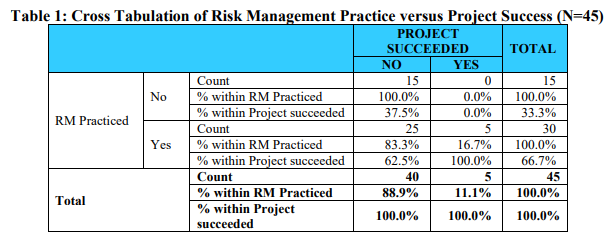 Table 1: Cross Tabulation of Risk Management Practice versus Project Success (N=45)
PROJECT SUCCEEDED TOTAL
NO YES
RM Practiced No Count 15 0 15
% within RM Practiced 100.0% 0.0% 100.0%
% within Project succeeded 37.5% 0.0% 33.3%
Yes Count 25 5 30
% within RM Practiced 83.3% 16.7% 100.0%
% within Project succeeded 62.5% 100.0% 66.7%
Total Count 40 5 45
% within RM Practiced 88.9% 11.1% 100.0%
% within Project succeeded 100.0% 100.0% 100.0%